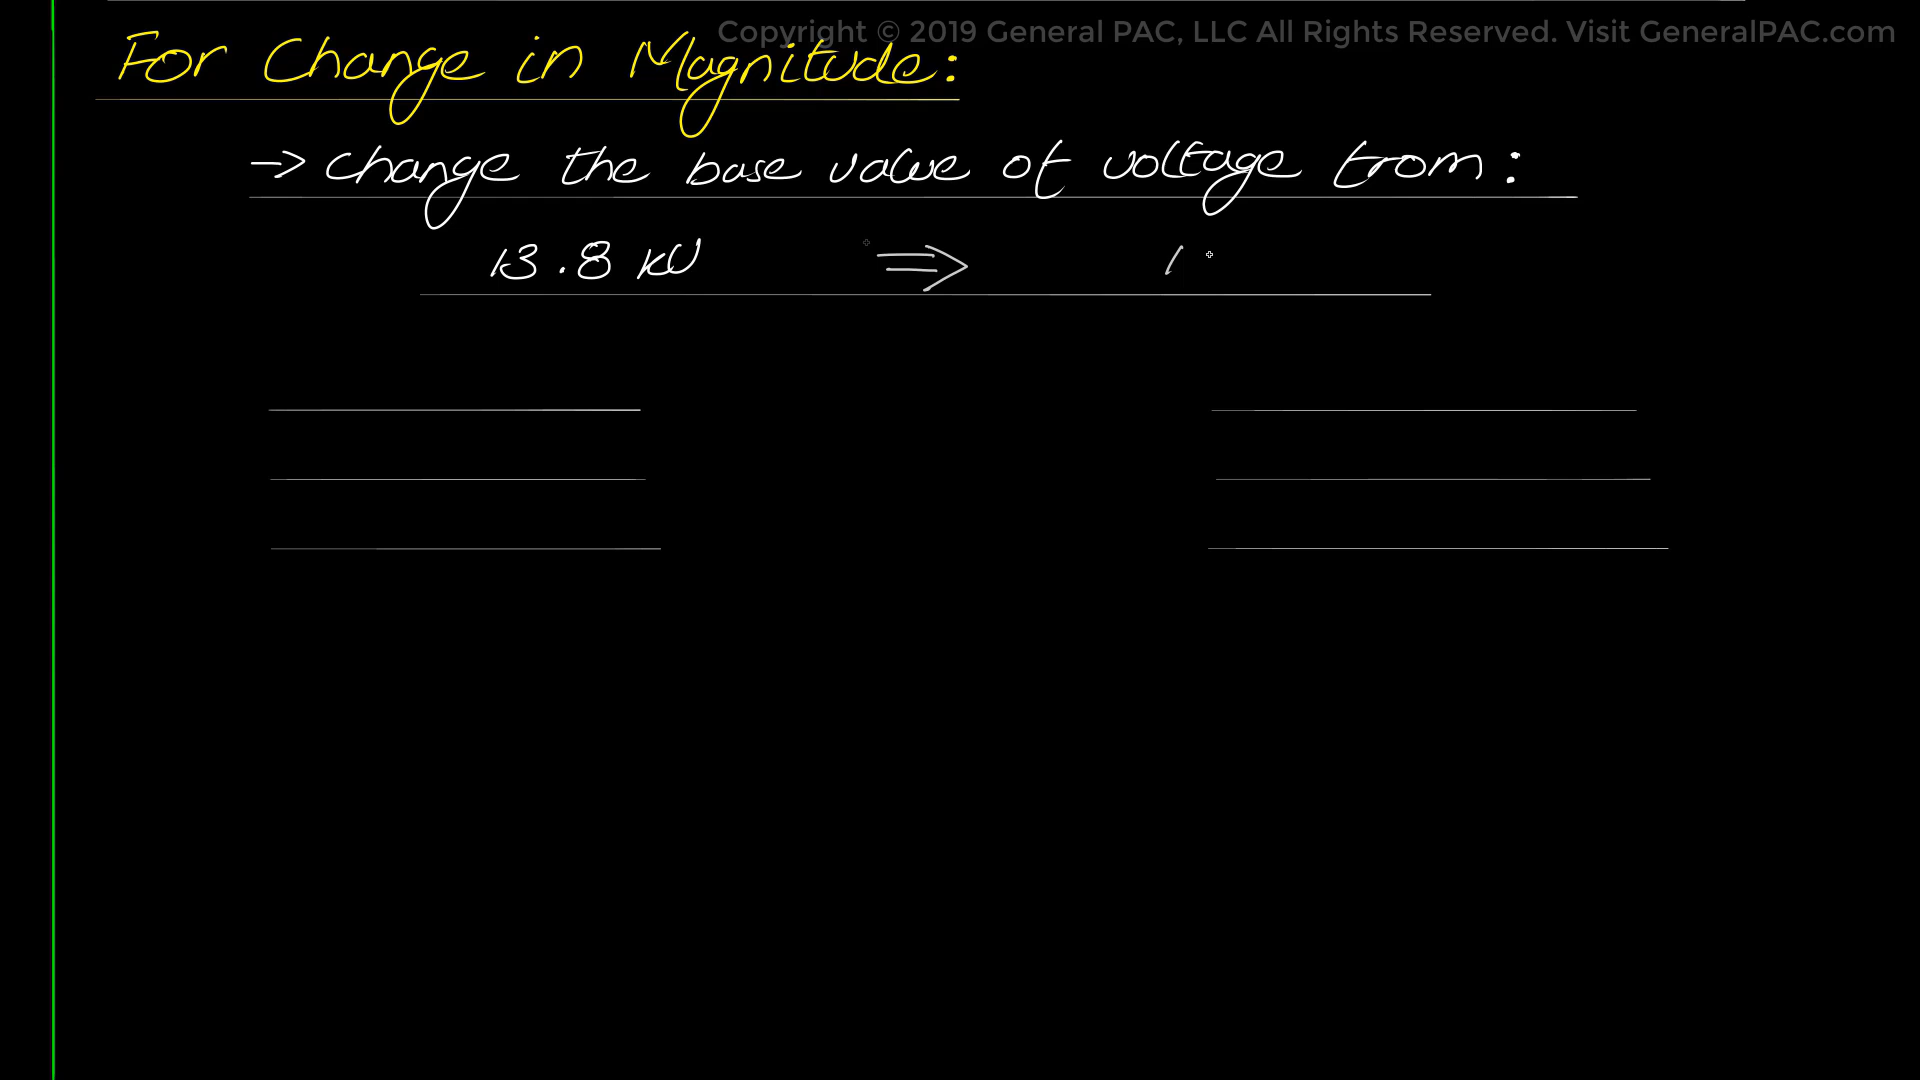 Copyright © 2019 General PAC, LLC All Rights Reserved. Visit GeneralPAC.com
For Change in Magnitude:
→ change the base value of voltage from:
13.8 kV ⇒ 1